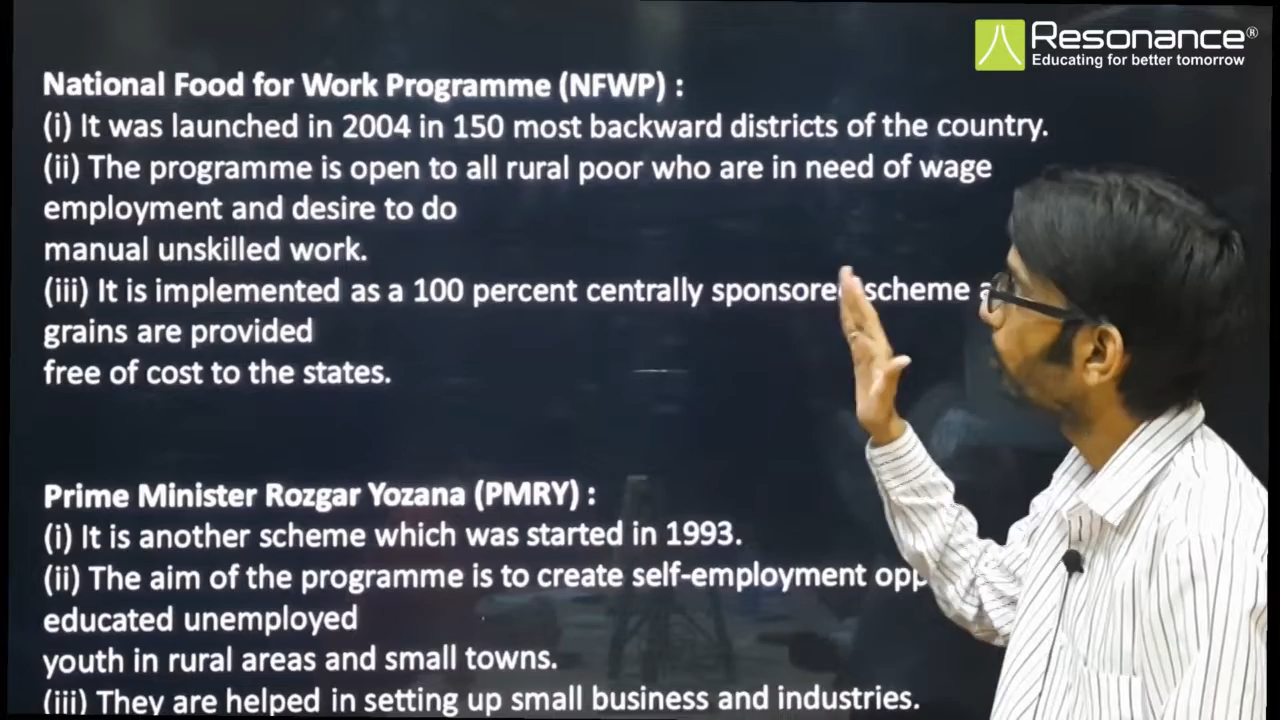 Resonance®
Educating for better tomorrow
National Food for Work Programme (NFWP) :
(i) It was launched in 2004 in 150 most backward districts of the country.
(ii) The programme is open to all rural poor who are in need of wage
employment and desire to do
manual unskilled work.
(iii) It is implemented as a 100 percent centrally sponsored scheme
grains are provided
free of cost to the states.
Prime Minister Rozgar Yozana (PMRY) :
(i) It is another scheme which was started in 1993.
(ii) The aim of the programme is to create self-employment
educated unemployed
youth in rural areas and small towns.
(iii) They are helped in setting up small business and industries.